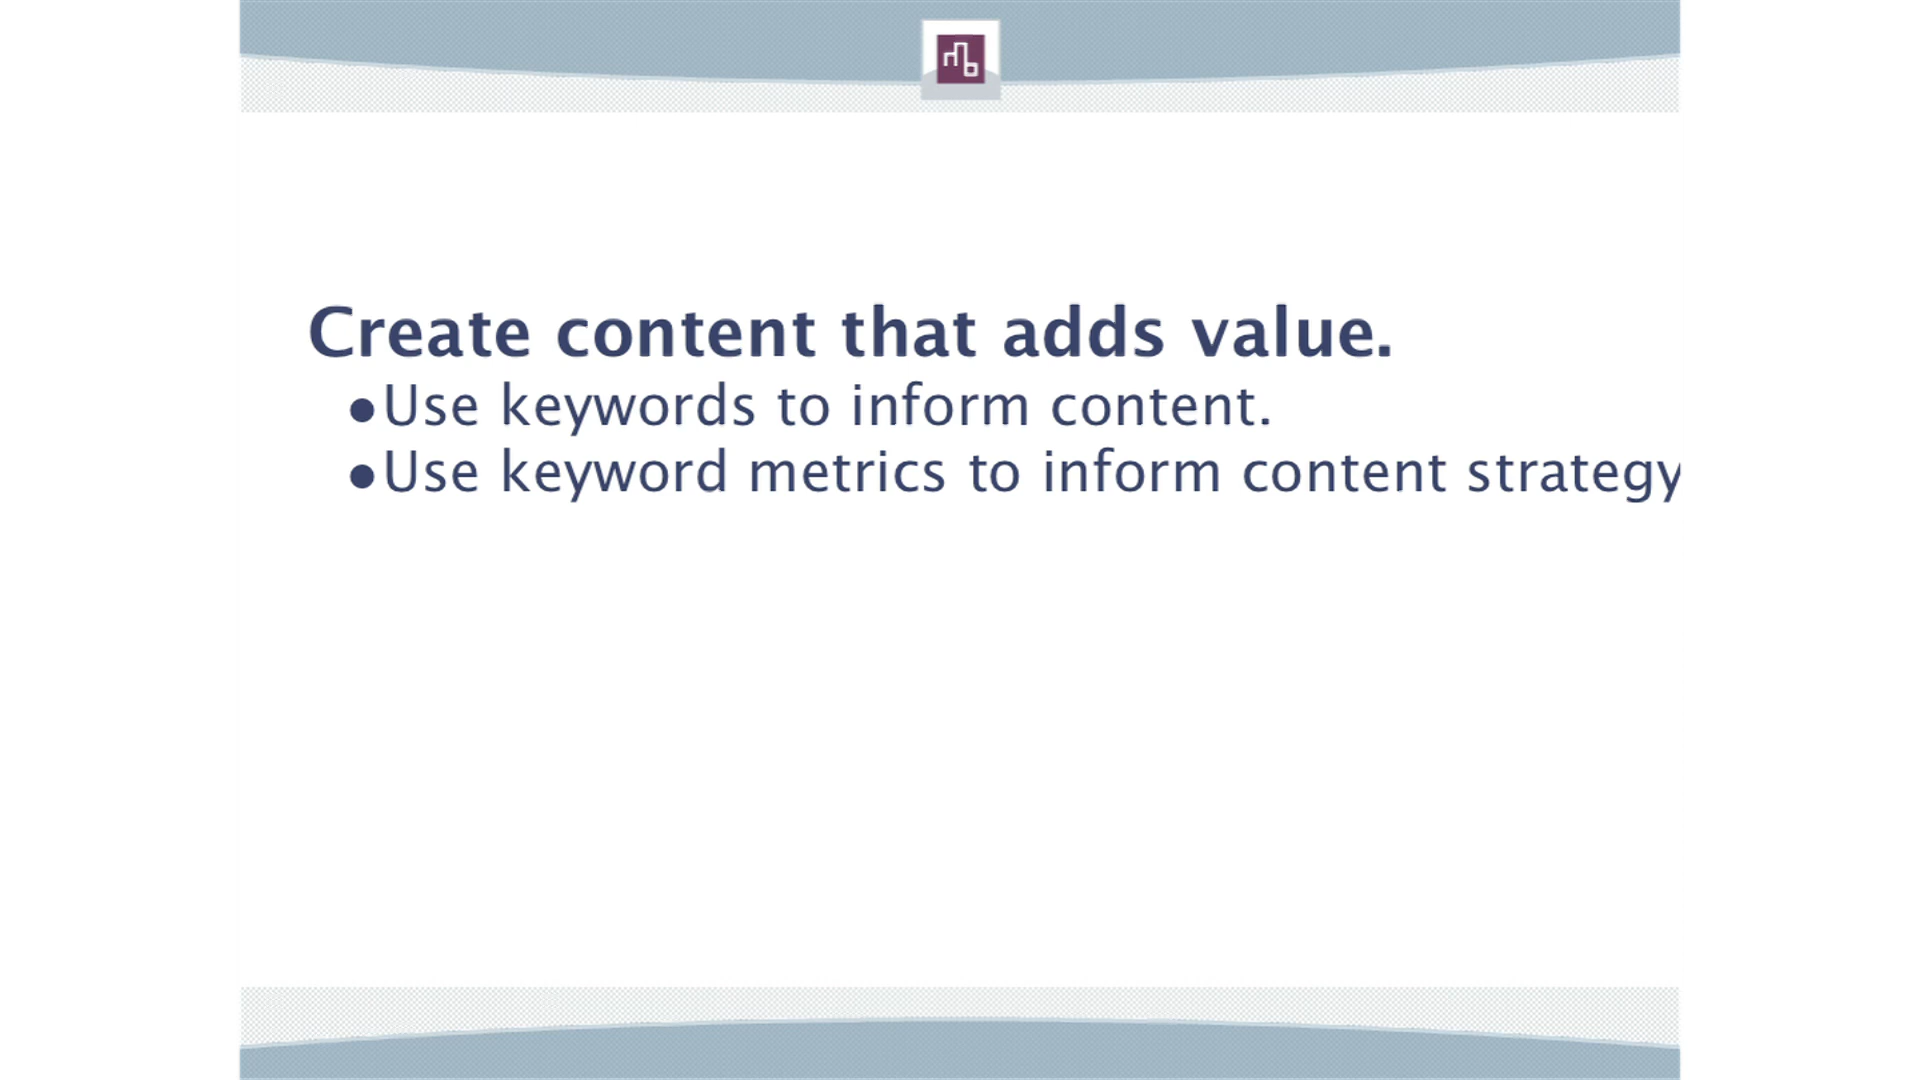 Create content that adds value.
●Use keywords to inform content.
●Use keyword metrics to inform content strategy